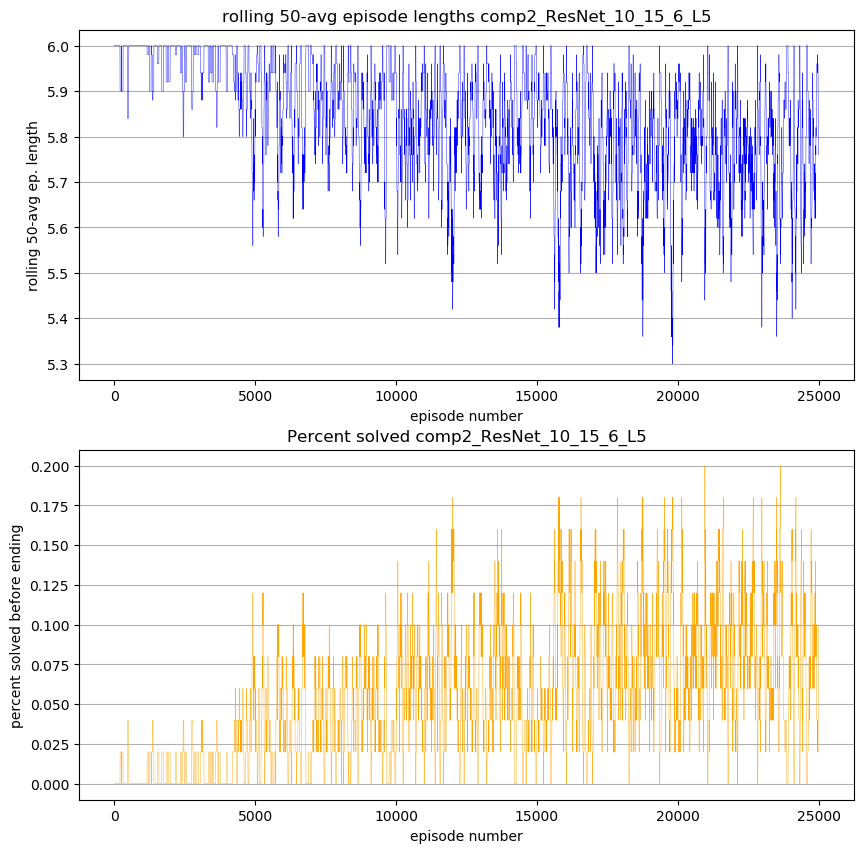 rolling 50-avg episode lengths comp2_ResNet_10_15_6_L5
rolling 50-avg ep. length
6.0
5.9
5.8
5.7
5.6
5.5
5.4
5.3
0 5000 10000 15000 20000 25000
episode number
Percent solved comp2_ResNet_10_15_6_L5
percent solved before ending
0.200
0.175
0.150
0.125
0.100
0.075
0.050
0.025
0.000
0 5000 10000 15000 20000 25000
episode number